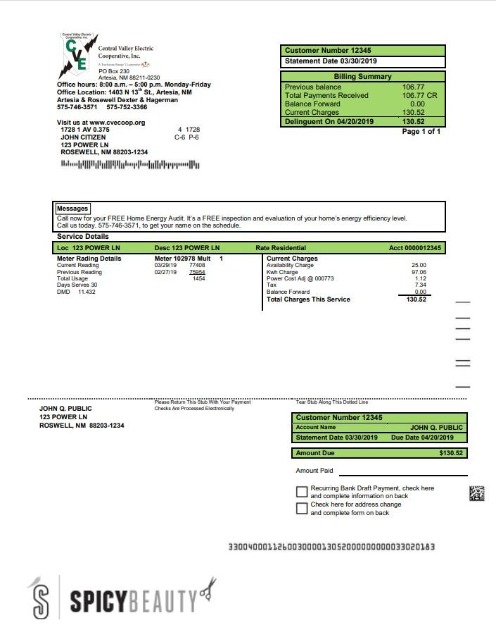 Central Valley Electric
Cooperative, Inc.
CVE
Central Valley Electric
Cooperative, Inc.
PO Box 230
Artesia, NM 88211-0230
Office hours: 8:00 a.m. – 5:00 p.m. Monday-Friday
Office Location: 1403 N 13th St., Artesia, NM
Artesia & Rosewell Dexter & Hagerman
575-746-3571 575-752-3366
Visit us at www.cvecoop.org
1728 1 AV 0.375 4 1728
JOHN CITIZEN C-6 P-6
123 POWER LN
ROSEWELL, NM 88203-1234
Customer Number 12345
Statement Date 03/30/2019
Billing Summary
Previous balance 106.77
Total Payments Received 106.77 CR
Balance Forward 0.00
Current Charges 130.52
Delinguent On 04/20/2019 130.52
Page 1 of 1
Messages
Call now for your FREE Home Energy Audit. It's a FREE inspection and evaluation of your home's energy efficiency level.
Call us today. 575-746-3571, to get your name on the schedule.
Service Details
Loc 123 POWER LN Desc 123 POWER LN Rate Residential Acct 0000012345
Meter Rading Details Meter 102978 Mult 1
Current Reading 03/29/19 77408
Previous Reading 02/27/19 75954
Total Usage 1454
Days Serves 30
DMD 11.432
Current Charges
Availability Charge 25.00
Kwh Charge 97.06
Power Cost Adj @ 000773 1.12
Tax 7.34
Balance Forward 0.00
Total Charges This Service 130.52
Please Return This Stub With Your Payment
Checks Are Processed Electronically
Tear Stub Along This Dotted Line
JOHN Q. PUBLIC
123 POWER LN
ROSWELL, NM 88203-1234
Customer Number 12345
Account Name JOHN Q. PUBLIC
Statement Date 03/30/2019 Due Date 04/20/2019
Amount Due $130.52
Amount Paid
Recurring Bank Draft Payment, check here
and complete information on back
Check here for address change
and complete form on back
33004000112600300001305200000000003302018​3
SPICYBEAUTY